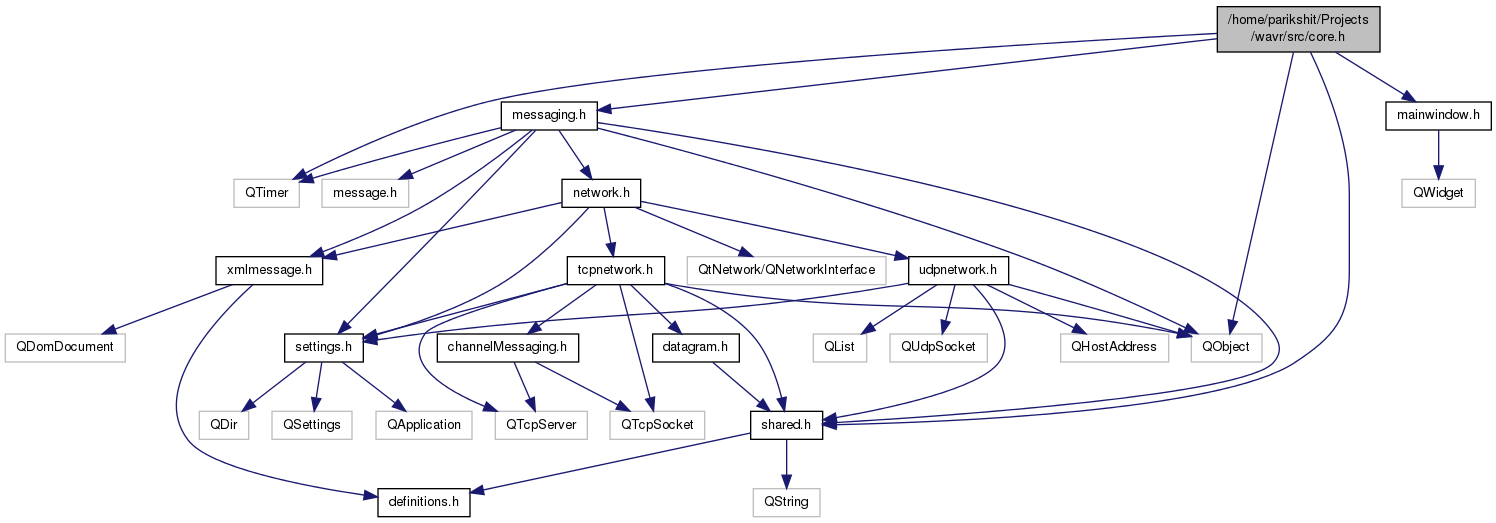 /home/parikshit/Projects
/wavr/src/core.h
messaging.h
mainwindow.h
QTimer
message.h
network.h
QWidget
xmlmessage.h
tcpnetwork.h
QtNetwork/QNetworkInterface
udpnetwork.h
QDomDocument
settings.h
channelMessaging.h
datagram.h
QList
QUdpSocket
QHostAddress
QObject
QDir
QSettings
QApplication
QTcpServer
QTcpSocket
shared.h
definitions.h
QString